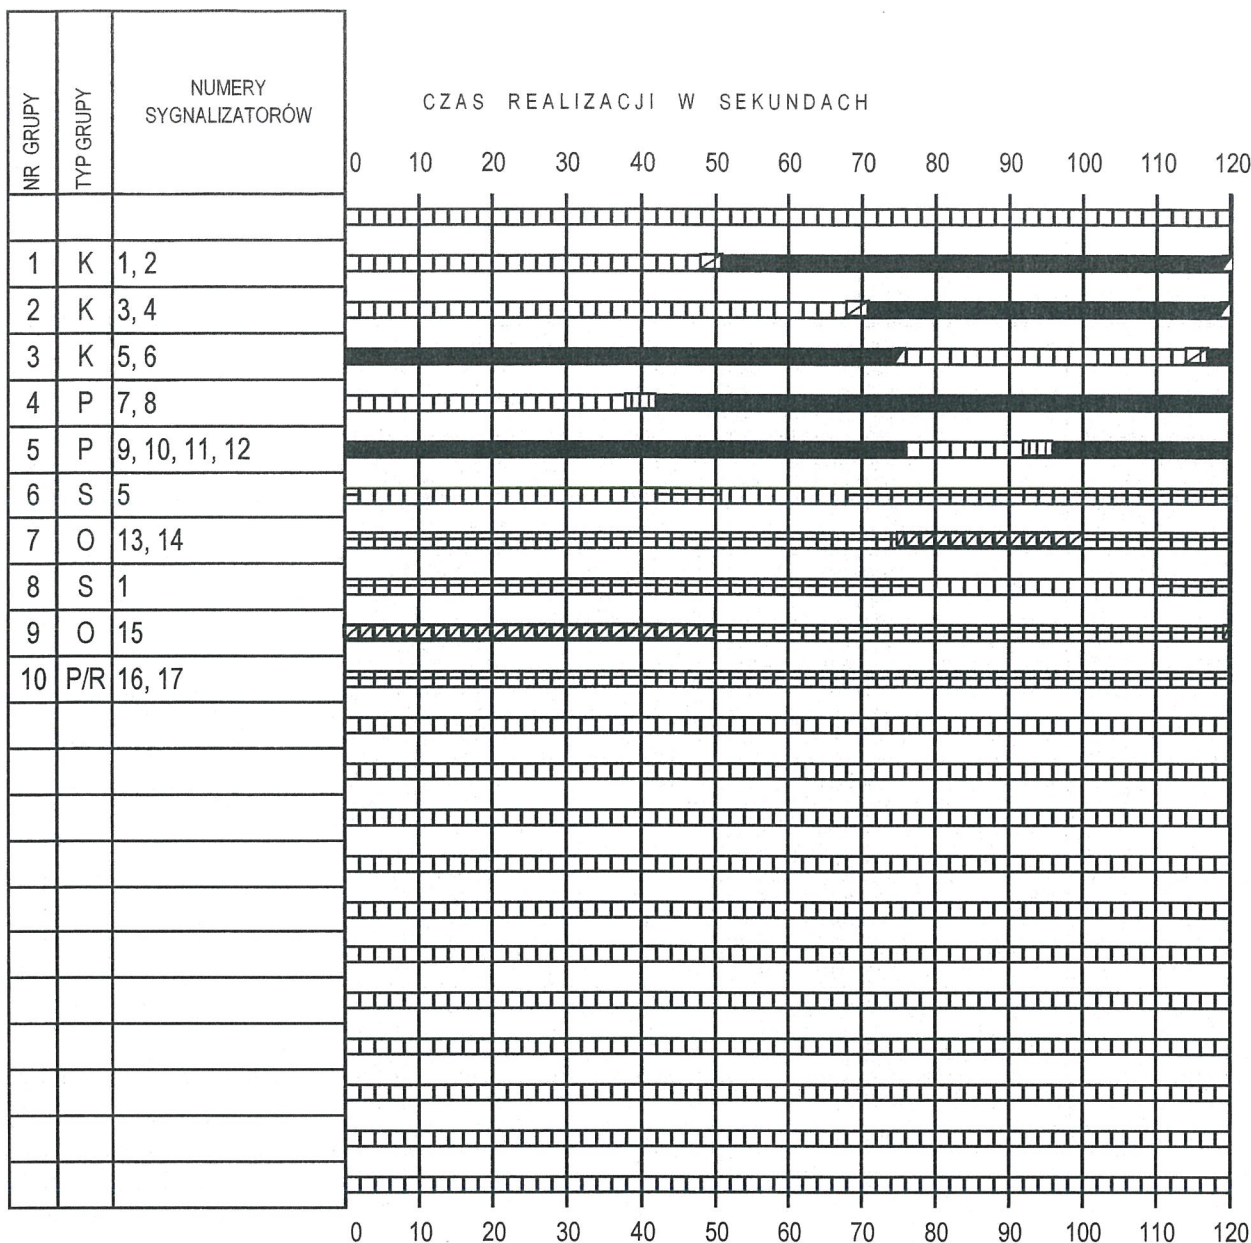 NR GRUPY
TYP GRUPY
NUMERY
SYGNALIZATORÓW
CZAS REALIZACJI W SEKUNDACH
0 10 20 30 40 50 60 70 80 90 100 110 120
1 K 1, 2
2 K 3, 4
3 K 5, 6
4 P 7, 8
5 P 9, 10, 11, 12
6 S 5
7 O 13, 14
8 S 1
9 O 15
10 P/R 16, 17
0 10 20 30 40 50 60 70 80 90 100 110 120